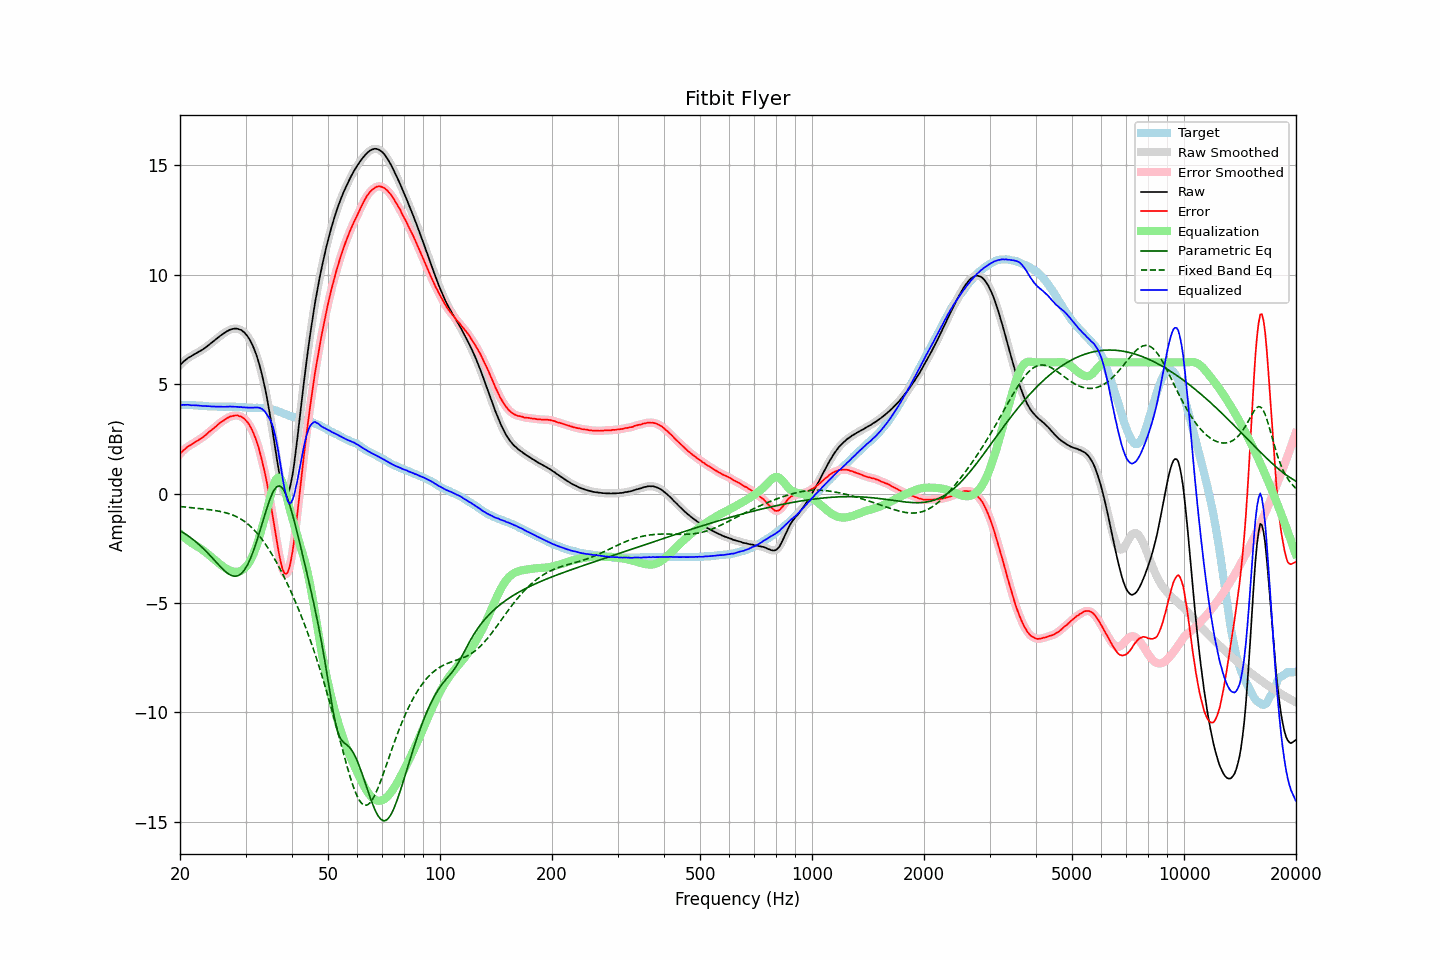 Fitbit Flyer
Target
Raw Smoothed
Error Smoothed
Raw
Error
Equalization
Parametric Eq
Fixed Band Eq
Equalized
Amplitude (dBr)
15
10
5
0
−5
−10
−15
20
50
100
200
500
1000
2000
5000
10000
20000
Frequency (Hz)